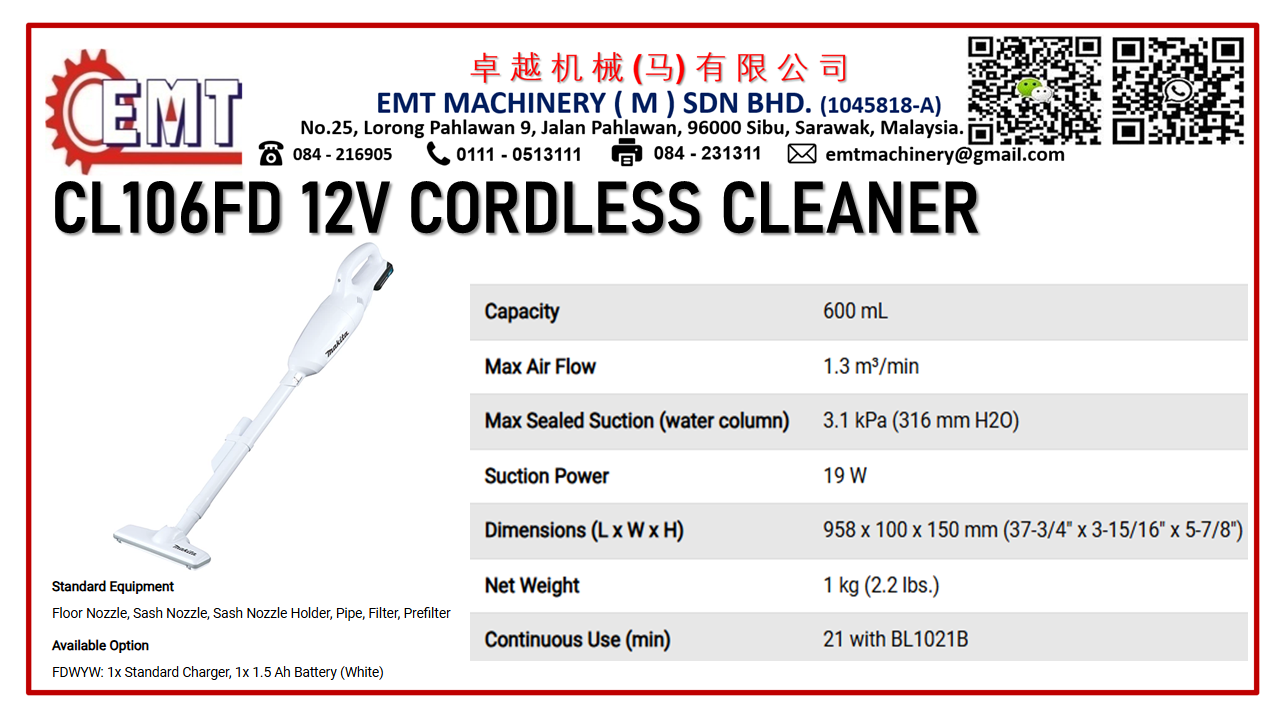 EMT
卓越机械(马)有限公司
EMT MACHINERY ( M ) SDN BHD. (1045818-A)
No.25, Lorong Pahlawan 9, Jalan Pahlawan, 96000 Sibu, Sarawak, Malaysia.
084 - 216905 0111 - 0513111 084 - 231311 emtmachinery@gmail.com
CL106FD 12V CORDLESS CLEANER
makita
makita
Capacity 600 mL
Max Air Flow 1.3 m³/min
Max Sealed Suction (water column) 3.1 kPa (316 mm H2O)
Suction Power 19 W
Dimensions (L x W x H) 958 x 100 x 150 mm (37-3/4" x 3-15/16" x 5-7/8")
Net Weight 1 kg (2.2 lbs.)
Continuous Use (min) 21 with BL1021B
Standard Equipment
Floor Nozzle, Sash Nozzle, Sash Nozzle Holder, Pipe, Filter, Prefilter
Available Option
FDWYW: 1x Standard Charger, 1x 1.5 Ah Battery (White)